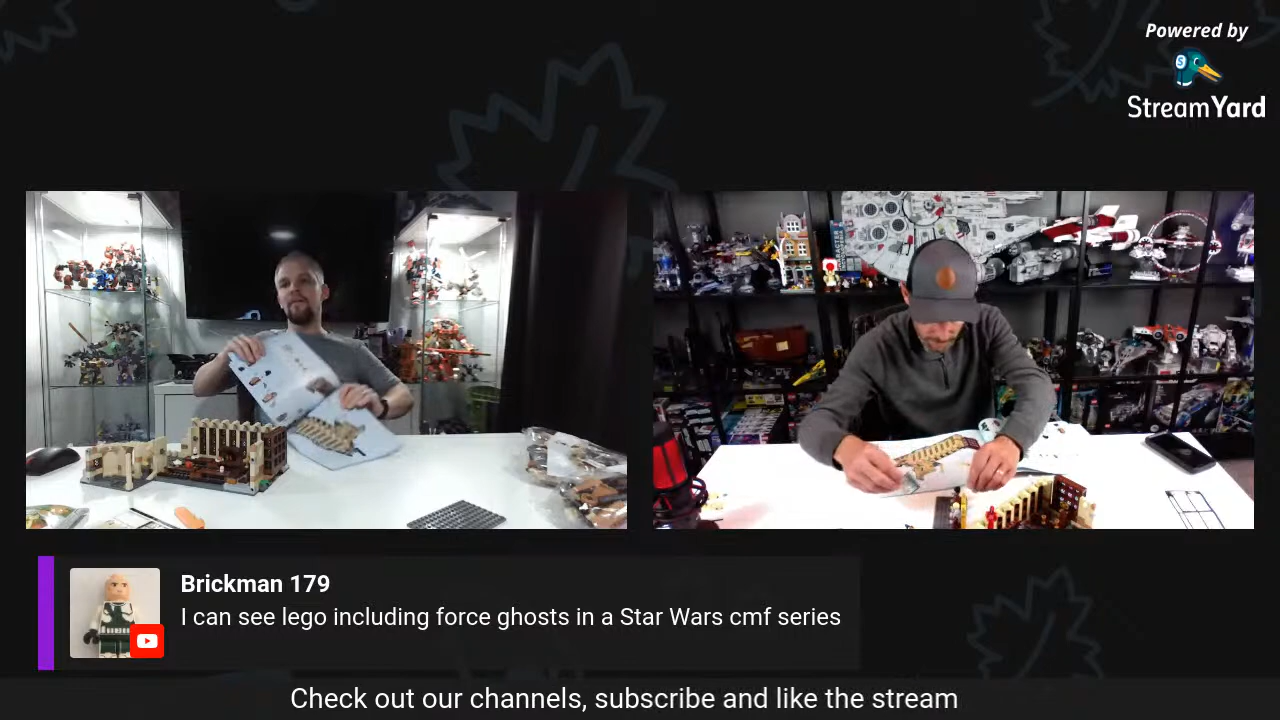 Powered by
StreamYard
Brickman 179
I can see lego including force ghosts in a Star Wars cmf series
Check out our channels, subscribe and like the stream